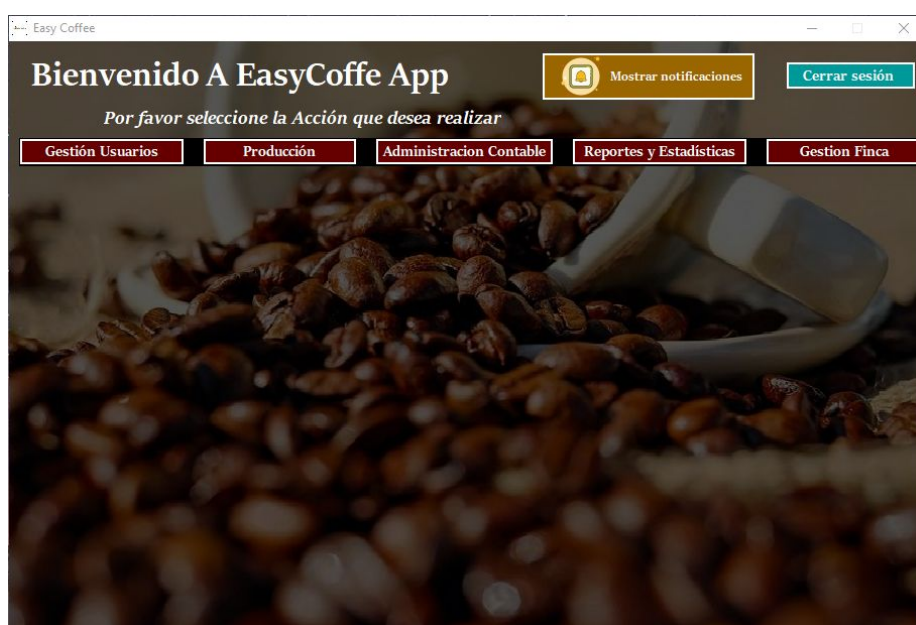 Easy Coffee
Bienvenido A EasyCoffe App
Mostrar notificaciones
Cerrar sesión
Por favor seleccione la Acción que desea realizar
Gestión Usuarios
Producción
Administracion Contable
Reportes y Estadísticas
Gestion Finca